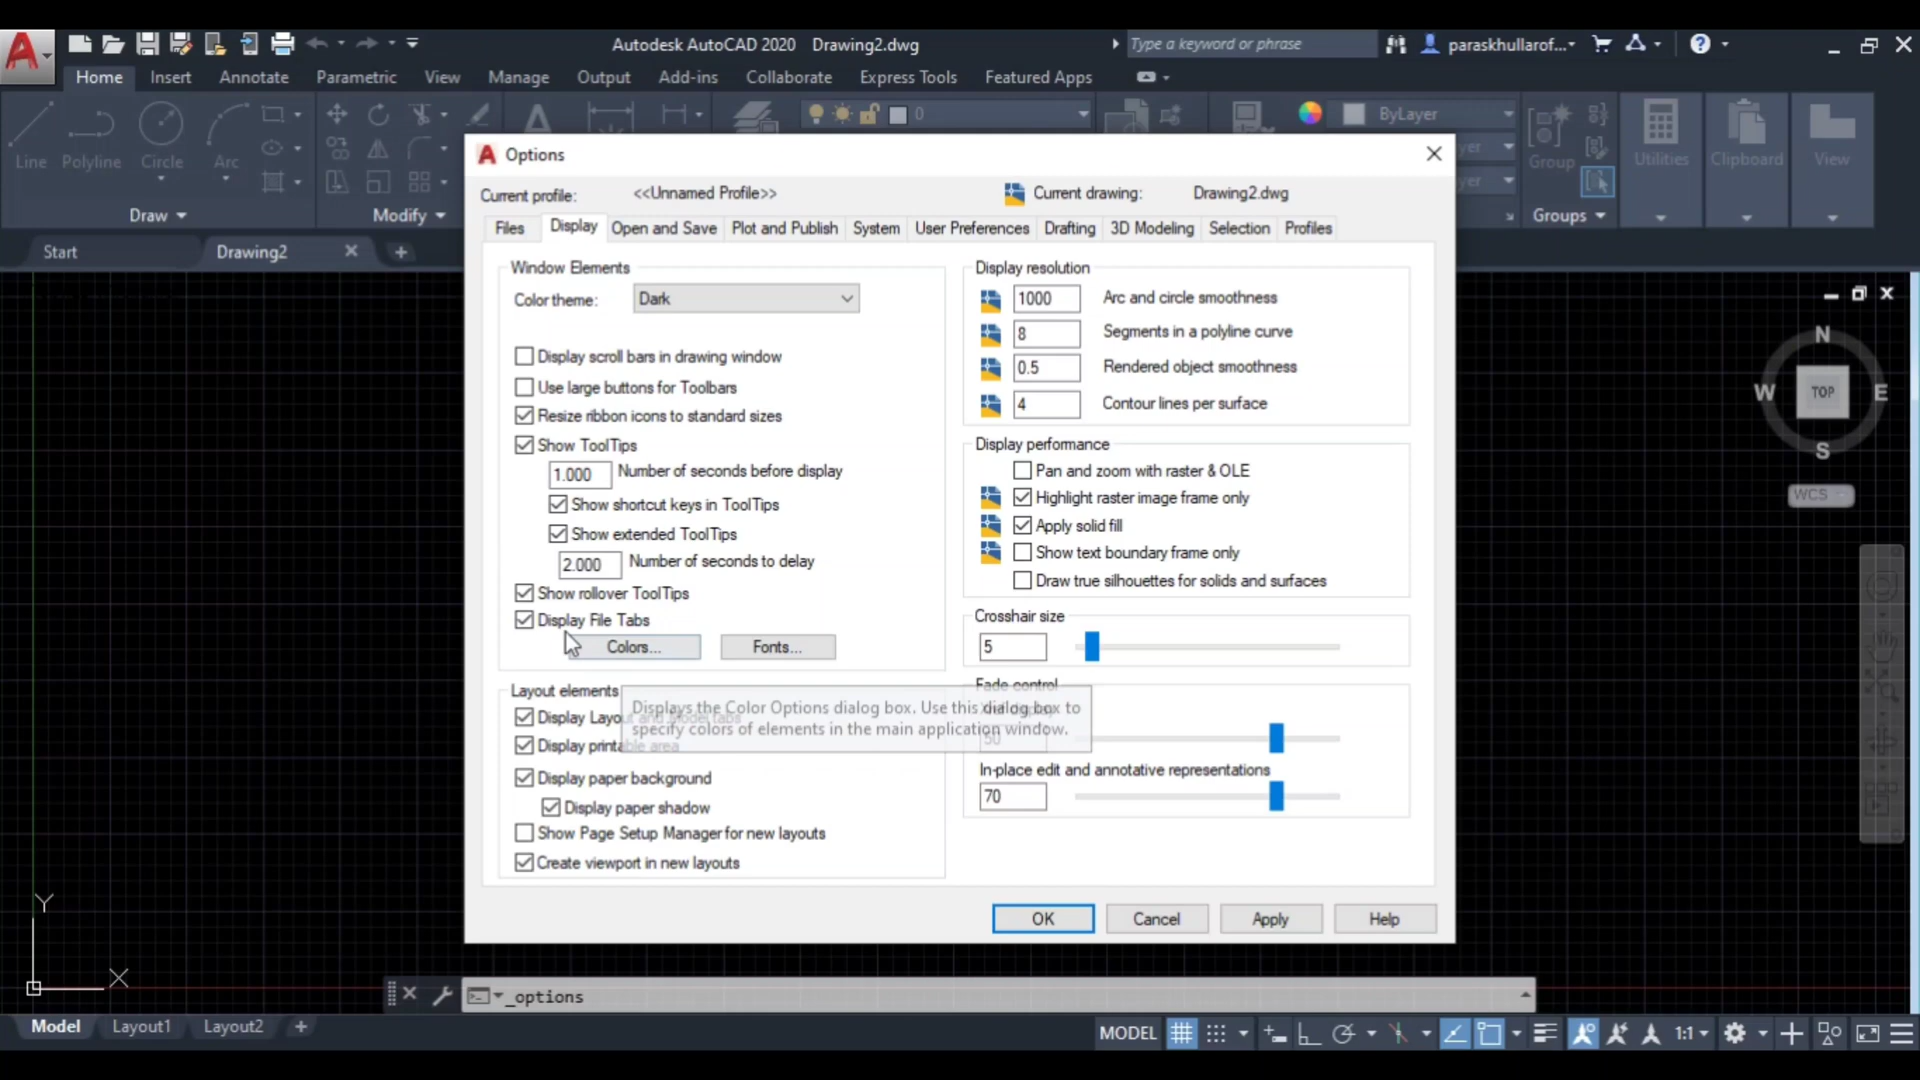 Autodesk AutoCAD 2020 Drawing2.dwg
Type a keyword or phrase
paraskhullarof...
Home Insert Annotate Parametric View Manage Output Add-ins Collaborate Express Tools Featured Apps
0
ByLayer
Line Polyline Circle Arc
Group Utilities Clipboard View
Draw Modify Groups
Start Drawing2
Options
Current profile: <<Unnamed Profile>> Current drawing: Drawing2.dwg
Files Display Open and Save Plot and Publish System User Preferences Drafting 3D Modeling Selection Profiles
Window Elements
Color theme: Dark
Display scroll bars in drawing window
Use large buttons for Toolbars
Resize ribbon icons to standard sizes
Show ToolTips
1.000 Number of seconds before display
Show shortcut keys in ToolTips
Show extended ToolTips
2.000 Number of seconds to delay
Show rollover ToolTips
Display File Tabs
Colors... Fonts...
Layout elements
Display Layout and Model tabs
Displays the Color Options dialog box. Use this dialog box to
specify colors of elements in the main application window.
Display printable area
Display paper background
Display paper shadow
Show Page Setup Manager for new layouts
Create viewport in new layouts
Display resolution
1000 Arc and circle smoothness
8 Segments in a polyline curve
0.5 Rendered object smoothness
4 Contour lines per surface
Display performance
Pan and zoom with raster & OLE
Highlight raster image frame only
Apply solid fill
Show text boundary frame only
Draw true silhouettes for solids and surfaces
Crosshair size
5
Fade control
50
In-place edit and annotative representations
70
OK Cancel Apply Help
N
W TOP E
S
WCS
Y
X
_options
Model Layout1 Layout2
MODEL 1:1